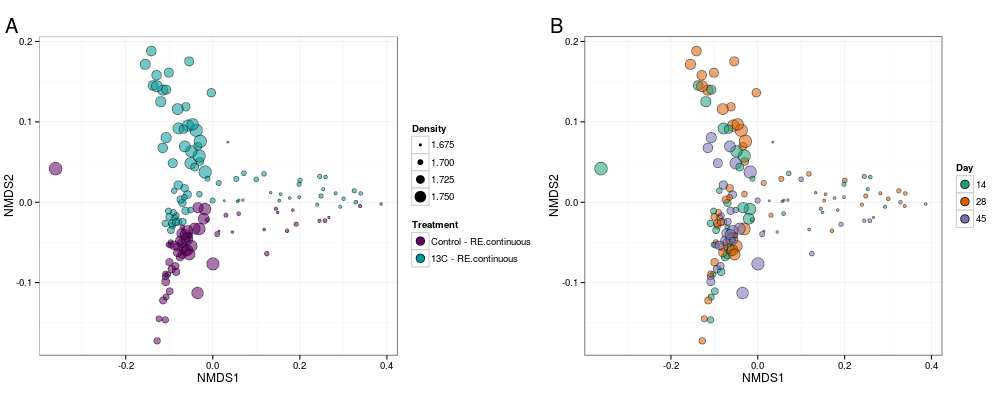 A
0.2
0.1
0.0
-0.1
NMDS2
-0.2
0.0
0.2
0.4
NMDS1
Density
1.675
1.700
1.725
1.750
Treatment
Control - RE.continuous
13C - RE.continuous
B
0.2
0.1
0.0
-0.1
NMDS2
-0.2
0.0
0.2
0.4
NMDS1
Day
14
28
45